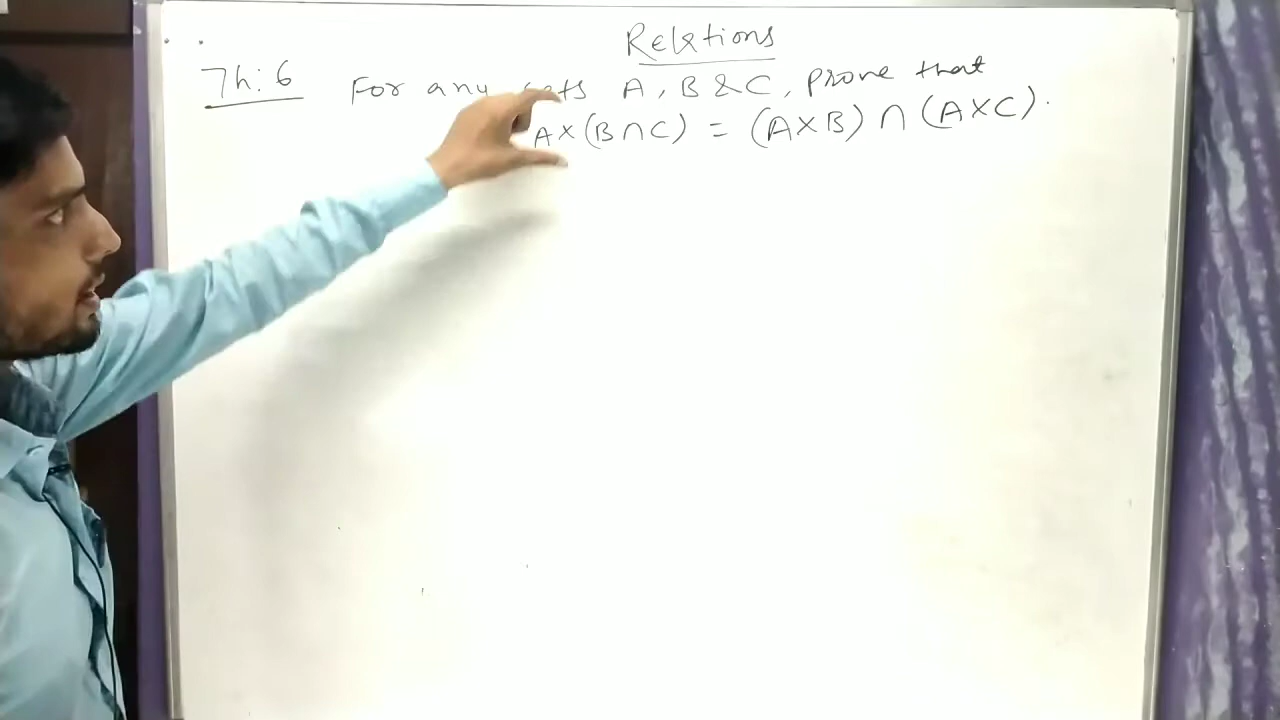 Relations
Th: 6 For any sets A, B & C, prove that
A × (B ∩ C) = (A × B) ∩ (A × C).